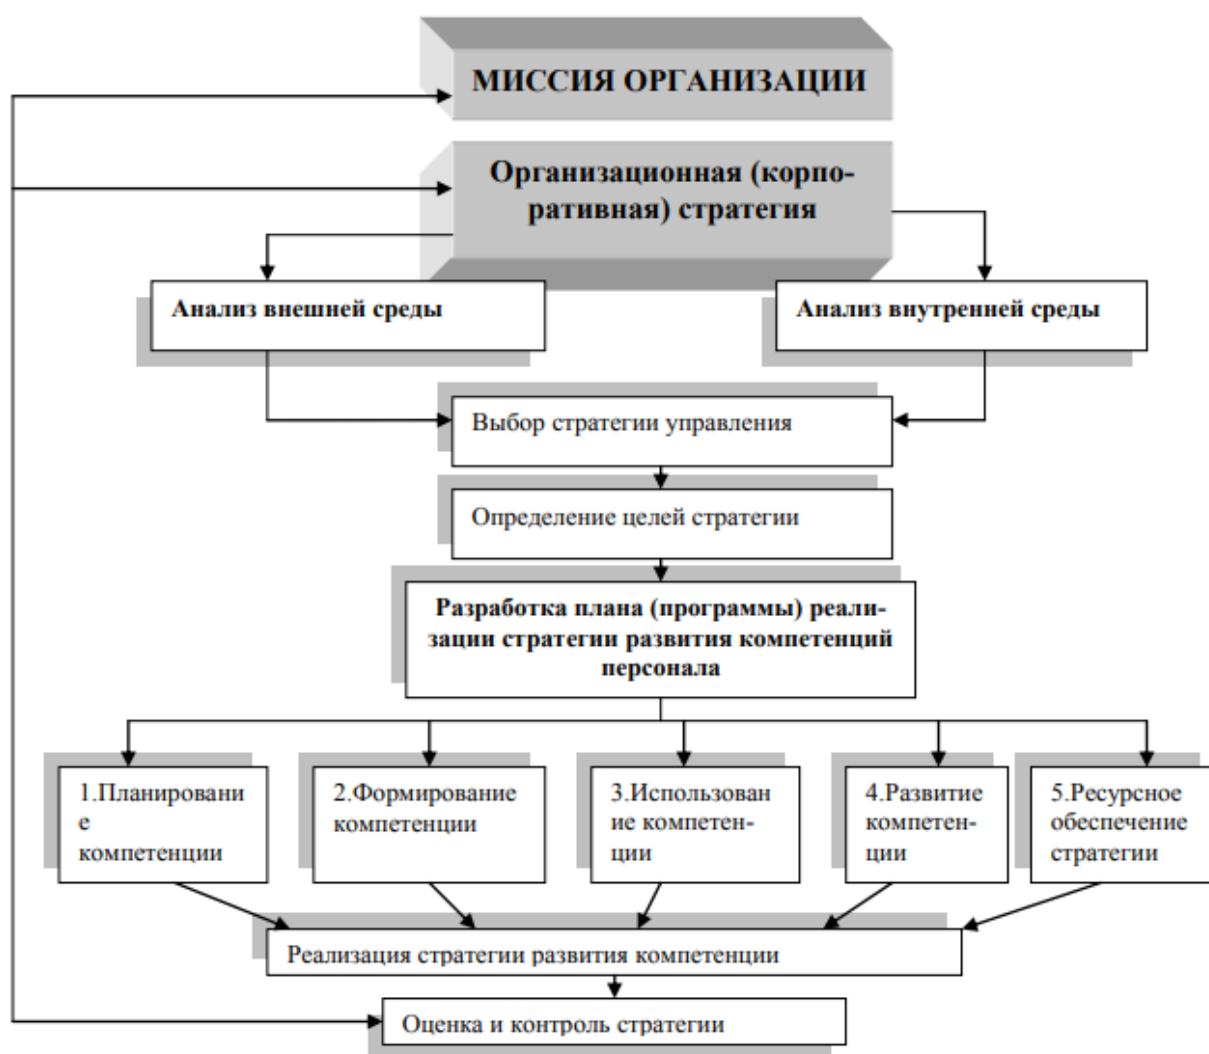 МИССИЯ ОРГАНИЗАЦИИ
Организационная (корпо-
ративная) стратегия
Анализ внешней среды
Анализ внутренней среды
Выбор стратегии управления
Определение целей стратегии
Разработка плана (программы) реали-
зации стратегии развития компетенций
персонала
1.Планировани
е
компетенции
2.Формирование
компетенции
3.Использован
ие компетен-
ции
4.Развитие
компетен-
ции
5.Ресурсное
обеспечение
стратегии
Реализация стратегии развития компетенции
Оценка и контроль стратегии